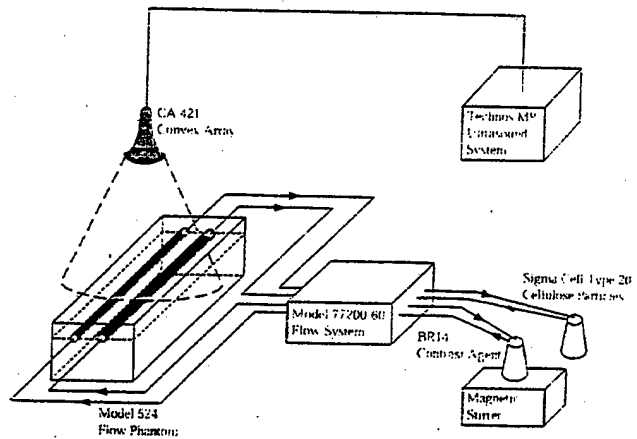 CA 421
Convex Array
Technos MP
Ultrasound
System
Sigma Cell Type 20
Cellulose Particles
Model 77200-60
Flow System
BR14
Contrast Agent
Magnetic
Stirrer
Model 524
Flow Phantom